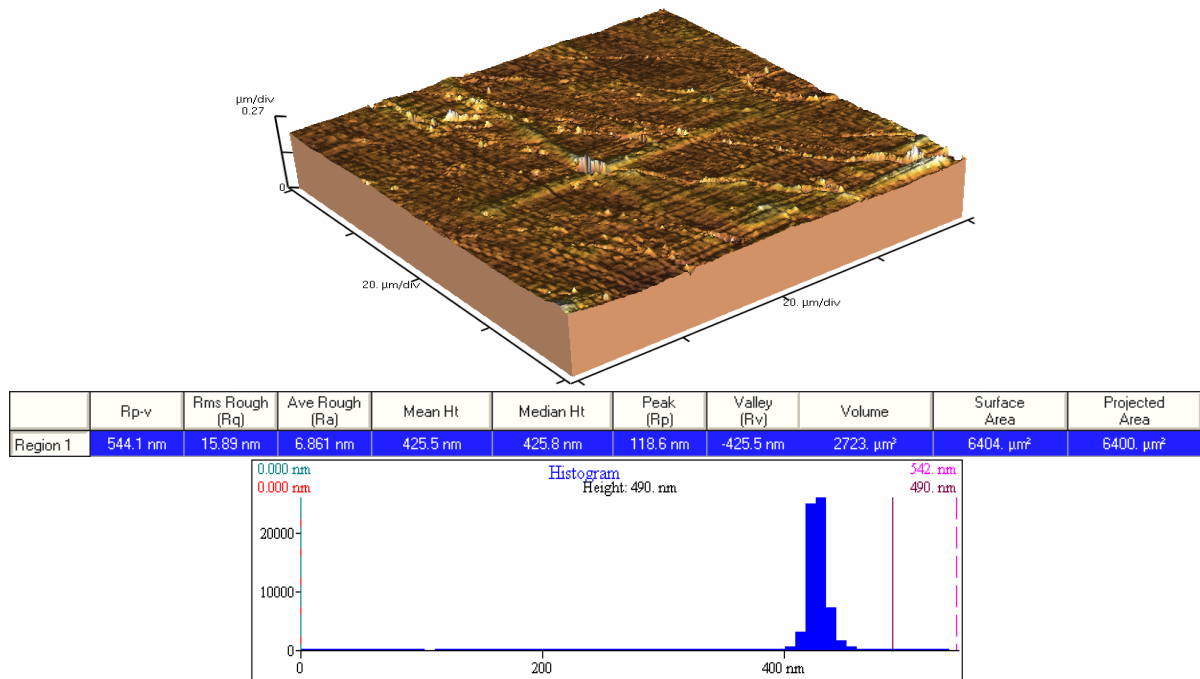 µm/div
0.27
0
20. µm/div
20. µm/div
Rp-v Rms Rough (Rq) Ave Rough (Ra) Mean Ht Median Ht Peak (Rp) Valley (Rv) Volume Surface Area Projected Area
Region 1 544.1 nm 15.89 nm 6.861 nm 425.5 nm 425.8 nm 118.6 nm -425.5 nm 2723. µm³ 6404. µm² 6400. µm²
0.000 nm Histogram 542. nm
0.000 nm Height: 490. nm 490. nm
20000
10000
0
0 200 400 nm